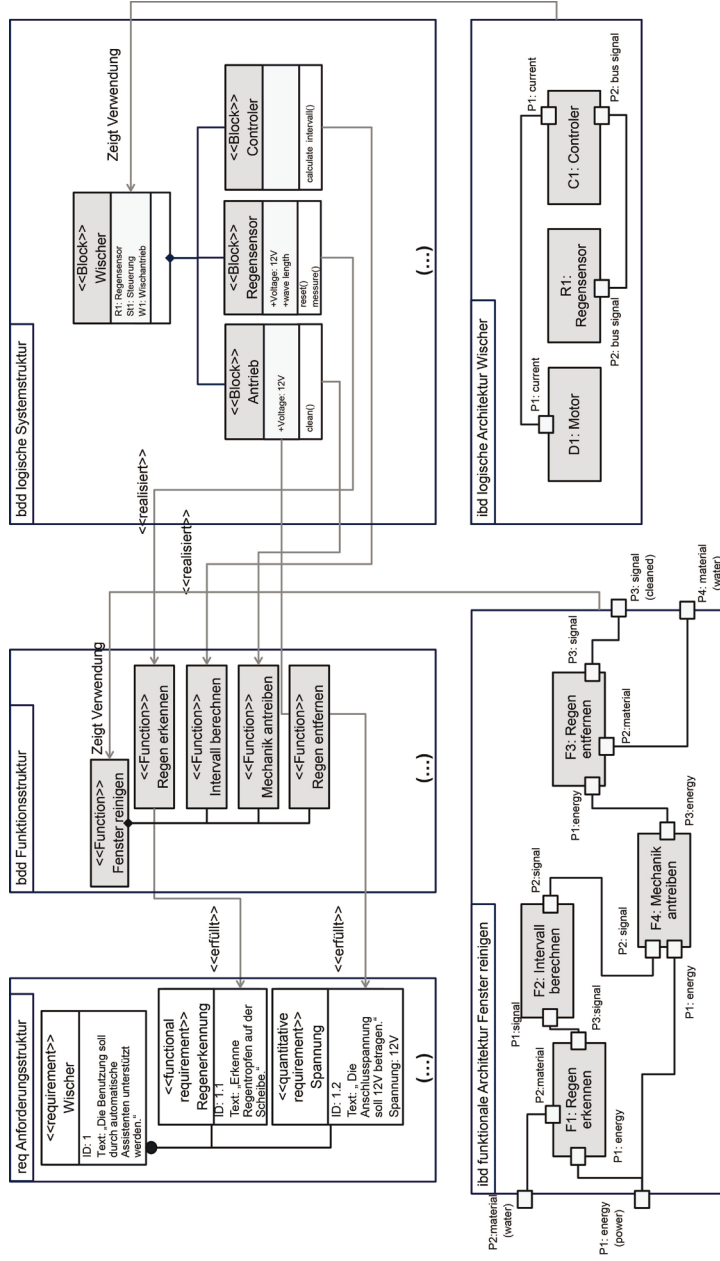 req Anforderungsstruktur
<<requirement>>
Wischer
ID: 1
Text: „Die Benutzung soll
durch automatische
Assistenten unterstützt
werden.“
<<functional
requirement>>
Regenerkennung
ID: 1.1
Text: „Erkenne
Regentropfen auf der
Scheibe.“
<<quantitative
requirement>>
Spannung
ID: 1.2
Text: „ Die
Anschlussspannung
soll 12V betragen.“
Spannung: 12V
(...)
<<erfüllt>>
<<erfüllt>>
bdd Funktionsstruktur
Zeigt Verwendung
<<Function>>
Fenster reinigen
<<Function>>
Regen erkennen
<<Function>>
Intervall berechnen
<<Function>>
Mechanik antreiben
<<Function>>
Regen entfernen
(...)
<<realisiert>>
<<realisiert>>
bdd logische Systemstruktur
Zeigt Verwendung
<<Block>>
Wischer
R1: Regensensor
St1: Steuerung
W1: Wischantrieb
<<Block>>
Antrieb
+Voltage: 12V
clean()
<<Block>>
Regensensor
+Voltage: 12V
+wave length
reset()
messure()
<<Block>>
Controler
calculate intervall()
(...)
ibd funktionale Architektur Fenster reinigen
P2:material
(water)
P1: energy
(power)
P2:material
F1: Regen
erkennen
P1: energy
P3:signal
P1:signal
F2: Intervall
berechnen
P2:signal
P2: signal
F4: Mechanik
antreiben
P1: energy
P3:energy
P1:energy
F3: Regen
entfernen
P2:material
P3: signal
P3: signal
(cleaned)
P4: material
(water)
ibd logische Architektur Wischer
P1: current
D1: Motor
R1:
Regensensor
P2: bus signal
P1: current
C1: Controler
P2: bus signal